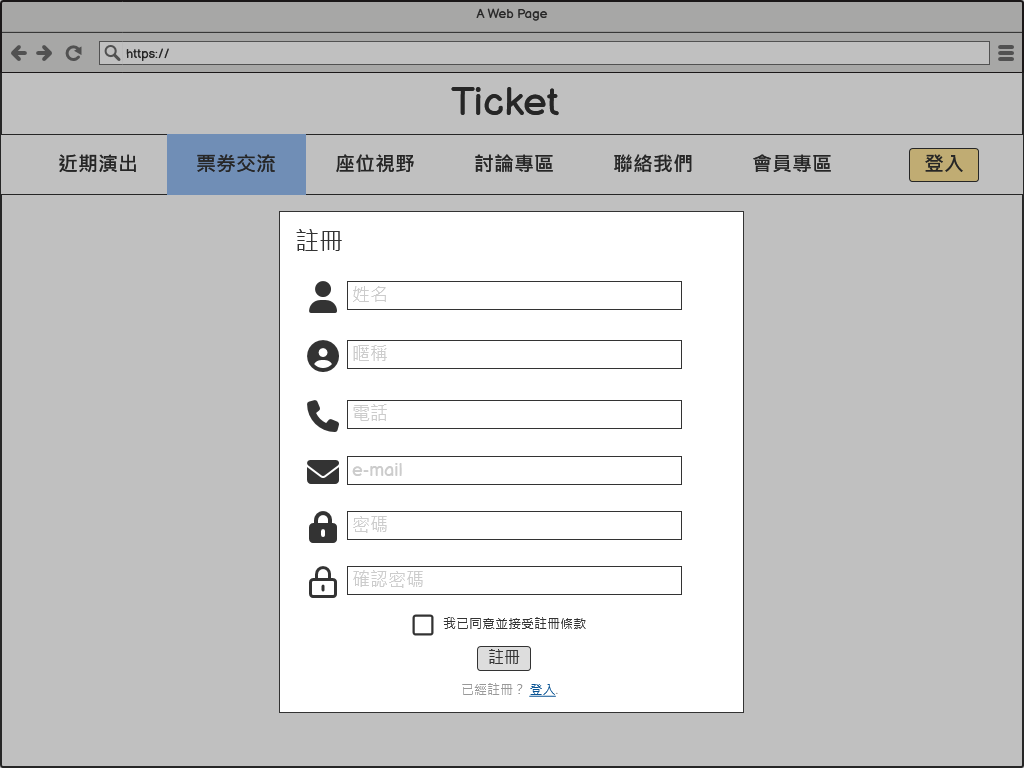 A Web Page
https://
Ticket
近期演出 票券交流 座位視野 討論專區 聯絡我們 會員專區 登入
註冊
姓名
暱稱
電話
e-mail
密碼
確認密碼
我已同意並接受註冊條款
註冊
已經註冊？ 登入.